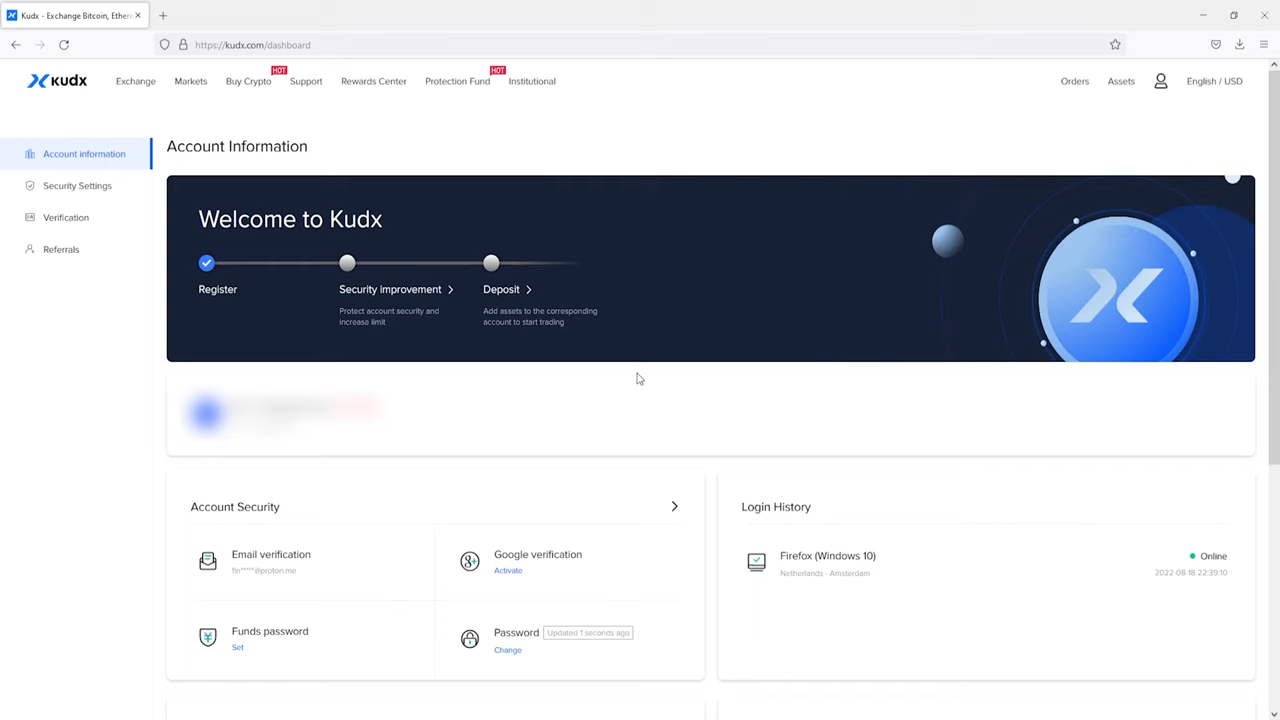 Kudx - Exchange Bitcoin, Ether
https://kudx.com/dashboard
KUDX
Exchange
Markets
Buy Crypto
HOT
Support
Rewards Center
Protection Fund
HOT
Institutional
Orders
Assets
English / USD
Account information
Security Settings
Verification
Referrals
Account Information
Welcome to Kudx
Register
Security improvement
Protect account security and
increase limit
Deposit
Add assets to the corresponding
account to start trading
Account Security
Email verification
fin*****@proton.me
Google verification
Activate
Funds password
Set
Password
Updated 1 seconds ago
Change
Login History
Firefox (Windows 10)
Netherlands - Amsterdam
Online
2022-08-18 22:39:10